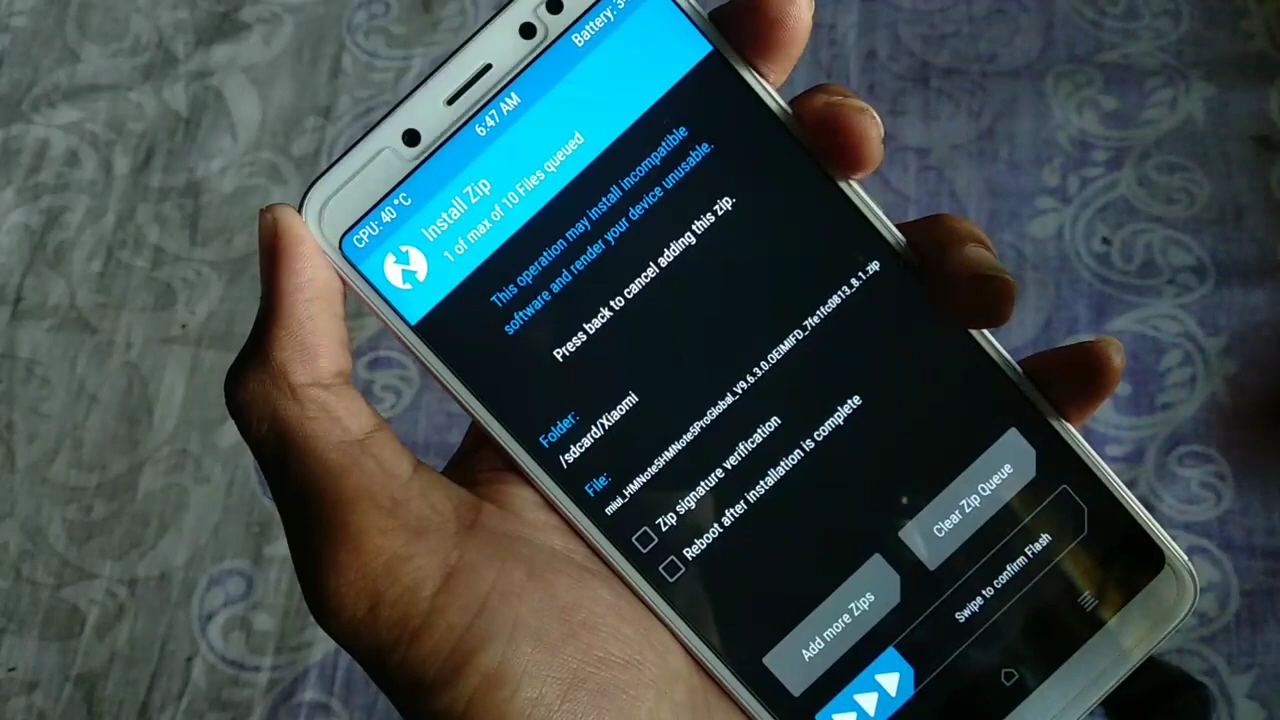 6:47 AM
CPU: 40 °C
Battery: 3
Install Zip
1 of max of 10 Files queued
This operation may install incompatible
software and render your device unusable.
Press back to cancel adding this zip.
Folder:
/sdcard/Xiaomi
File:
miui_HMNote5HMNote5ProGlobal_V9.6.3.0.OEIMIFD_7fe1fc0813_8.1.zip
Zip signature verification
Reboot after installation is complete
Add more Zips
Clear Zip Queue
Swipe to confirm Flash